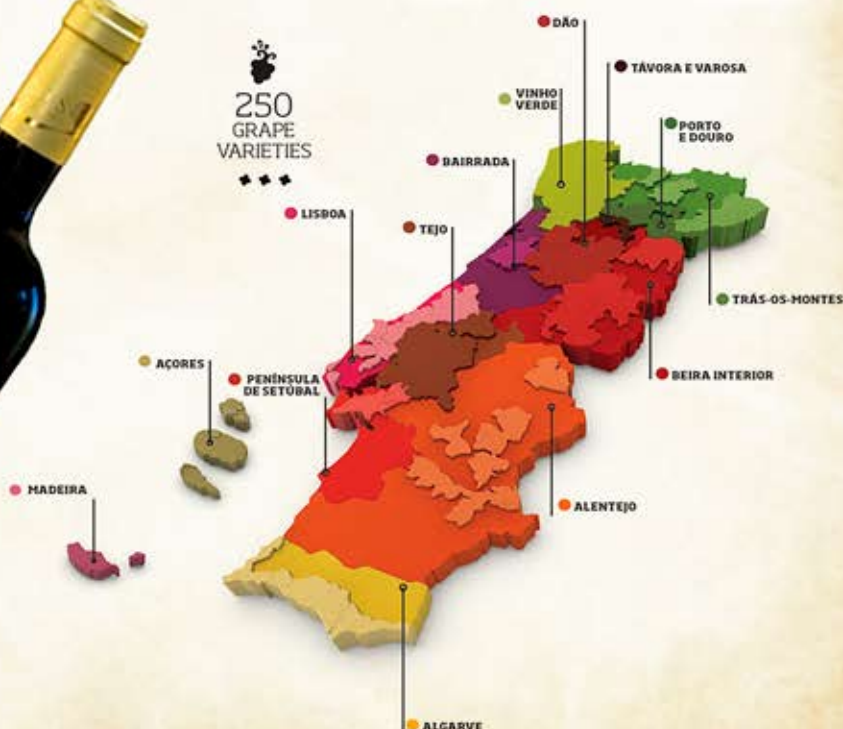 DÃO
TÁVORA E VAROSA
VINHO
VERDE
250
GRAPE
VARIETIES
PORTO
E DOURO
BAIRRADA
LISBOA
TEJO
TRÁS-OS-MONTES
AÇORES
PENÍNSULA
DE SETÚBAL
BEIRA INTERIOR
MADEIRA
ALENTEJO
ALGARVE